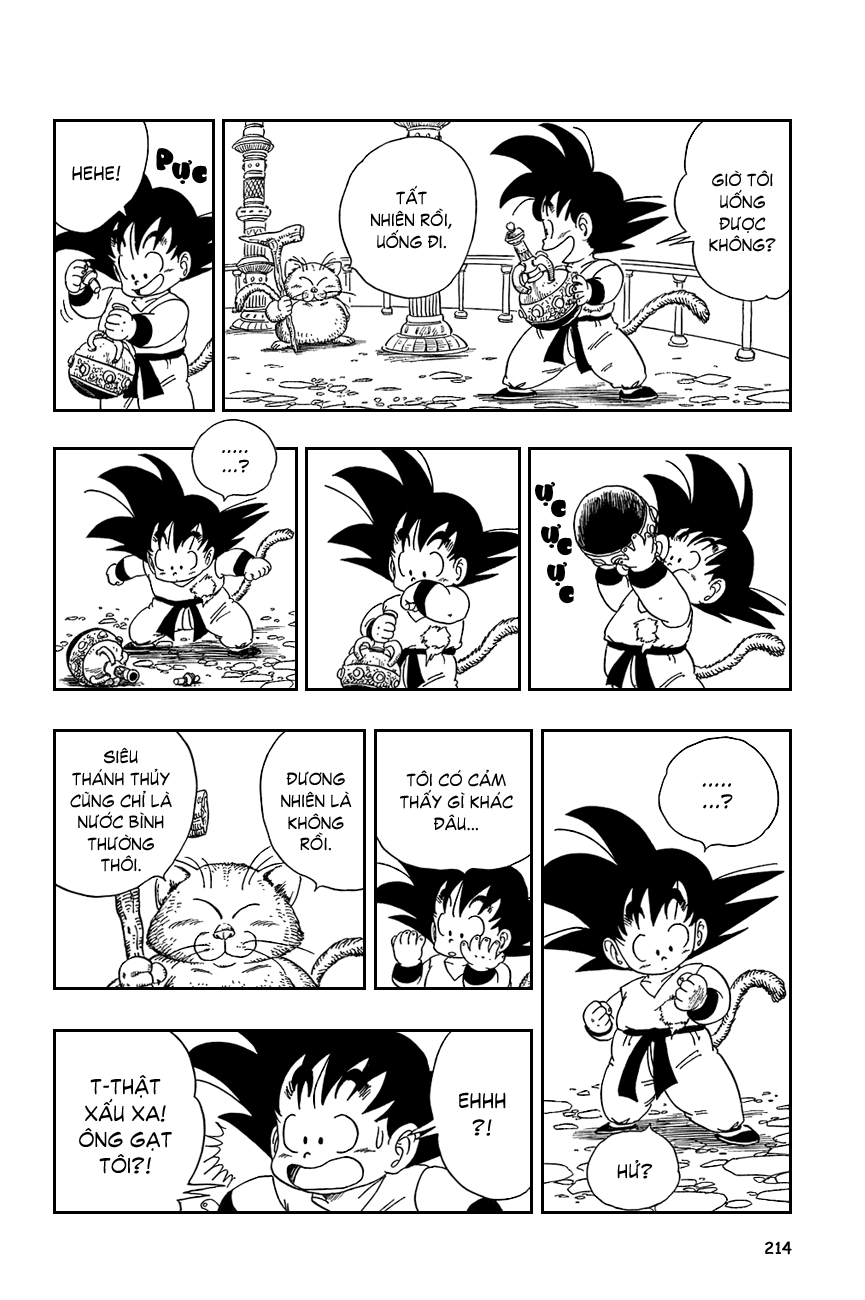 GIỜ TÔI
UỐNG
ĐƯỢC
KHÔNG?
TẤT
NHIÊN RỒI,
UỐNG ĐI.
HEHE!
PỰC
ỰC
ỰC
ỰC
.....
...?
.....
...?
HỬ?
TÔI CÓ CẢM
THẤY GÌ KHÁC
ĐÂU...
ĐƯƠNG
NHIÊN LÀ
KHÔNG
RỒI.
SIÊU
THÁNH THỦY
CŨNG CHỈ LÀ
NƯỚC BÌNH
THƯỜNG
THÔI.
EHHH
?!
T-THẬT
XẤU XA!
ÔNG GẠT
TÔI?!
214